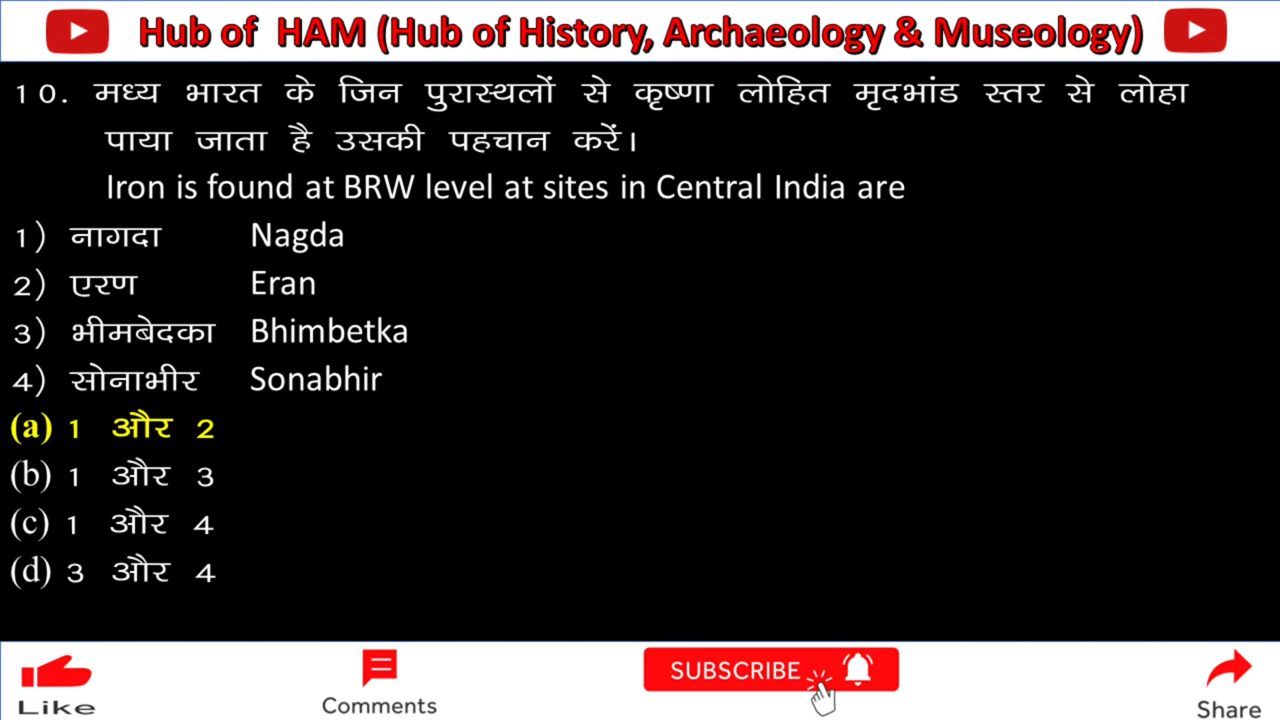 Hub of HAM (Hub of History, Archaeology & Museology)
10. मध्य भारत के जिन पुरास्थलों से कृष्णा लोहित मृदभांड स्तर से लोहा
पाया जाता है उसकी पहचान करें।
Iron is found at BRW level at sites in Central India are
1) नागदा Nagda
2) एरण Eran
3) भीमबेदका Bhimbetka
4) सोनाभीर Sonabhir
(a) 1 और 2
(b) 1 और 3
(c) 1 और 4
(d) 3 और 4
SUBSCRIBE
Like Comments Share